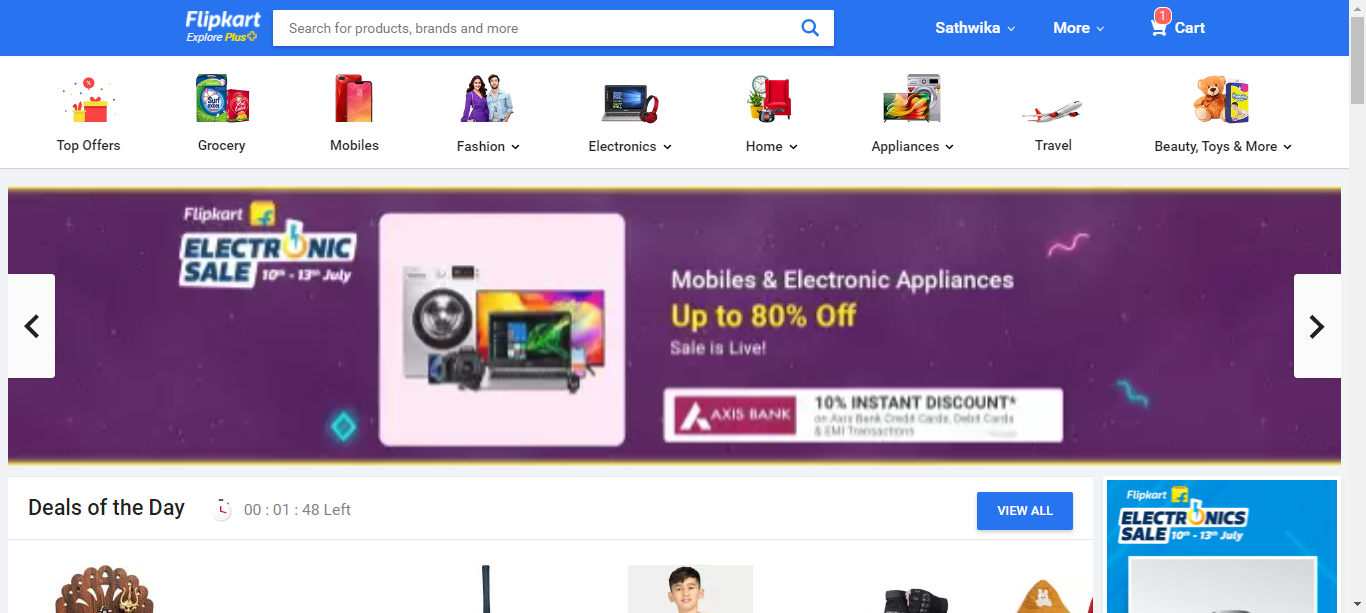 Flipkart
Explore Plus
Search for products, brands and more
Sathwika
More
1
Cart
Top Offers
Grocery
Mobiles
Fashion
Electronics
Home
Appliances
Travel
Beauty, Toys & More
Flipkart
ELECTRONIC
SALE 10th - 13th July
Mobiles & Electronic Appliances
Up to 80% Off
Sale is Live!
AXIS BANK
10% INSTANT DISCOUNT*
on Axis Bank Credit Cards, Debit Cards
& EMI Transactions
Deals of the Day
00 : 01 : 48 Left
VIEW ALL
Flipkart
ELECTRONICS
SALE 10th - 13th July